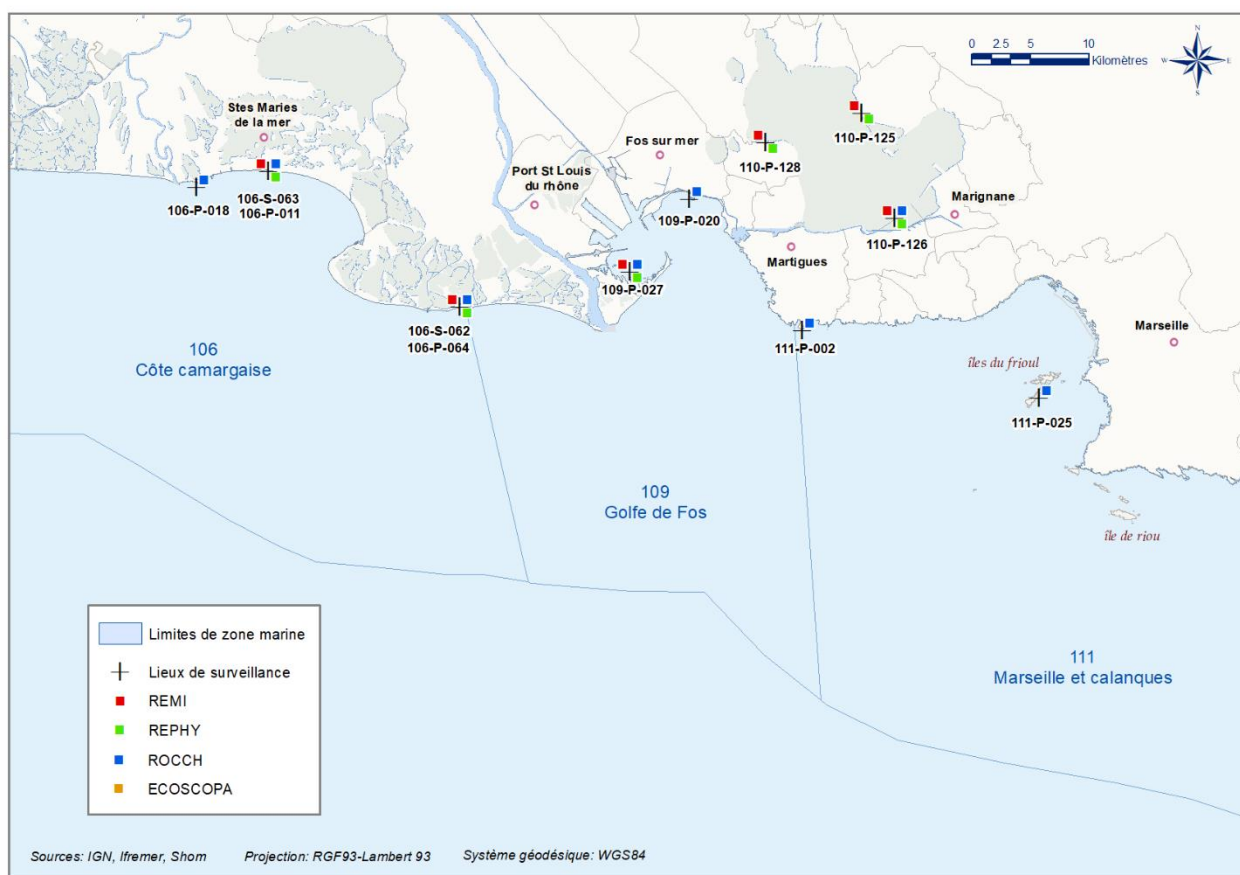 N
W
E
S
0 2.5 5 10
Kilomètres
Stes Maries
de la mer
Fos sur mer
Port St Louis
du rhône
110-P-125
110-P-128
106-P-018
106-S-063
106-P-011
109-P-020
Marignane
110-P-126
Martigues
109-P-027
106-S-062
106-P-064
111-P-002
Marseille
îles du frioul
111-P-025
106
Côte camargaise
109
Golfe de Fos
île de riou
111
Marseille et calanques
Limites de zone marine
Lieux de surveillance
REMI
REPHY
ROCCH
ECOSCOPA
Sources: IGN, Ifremer, Shom Projection: RGF93-Lambert 93 Système géodésique: WGS84